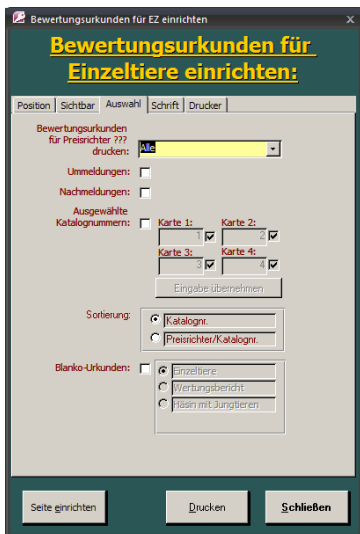 Bewertungsurkunden für EZ einrichten x
Bewertungsurkunden für
Einzeltiere einrichten:
Position Sichtbar Auswahl Schrift Drucker
Bewertungsurkunden
für Preisrichter ???
drucken:
Alle
Ummeldungen:
Nachmeldungen:
Ausgewählte
Katalognummern:
Karte 1: Karte 2:
1 2
Karte 3: Karte 4:
3 4
Eingabe übernehmen
Sortierung:
Katalognr.
Preisrichter/Katalognr.
Blanko-Urkunden:
Einzeltiere
Wertungsbericht
Häsin mit Jungtieren
Seite einrichten Drucken Schließen